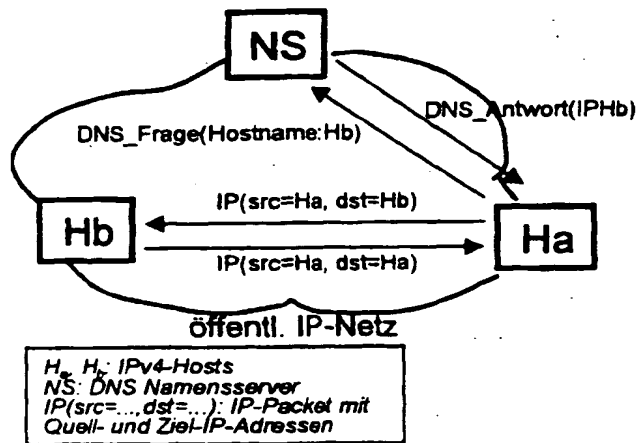 NS
DNS_Antwort(IPHb)
DNS_Frage(Hostname:Hb)
IP(src=Ha, dst=Hb)
Hb
Ha
IP(src=Ha, dst=Ha)
öffentl. IP-Netz
Ha, Hb: IPv4-Hosts
NS: DNS Namensserver
IP(src=...,dst=...): IP-Packet mit
Quell- und Ziel-IP-Adressen